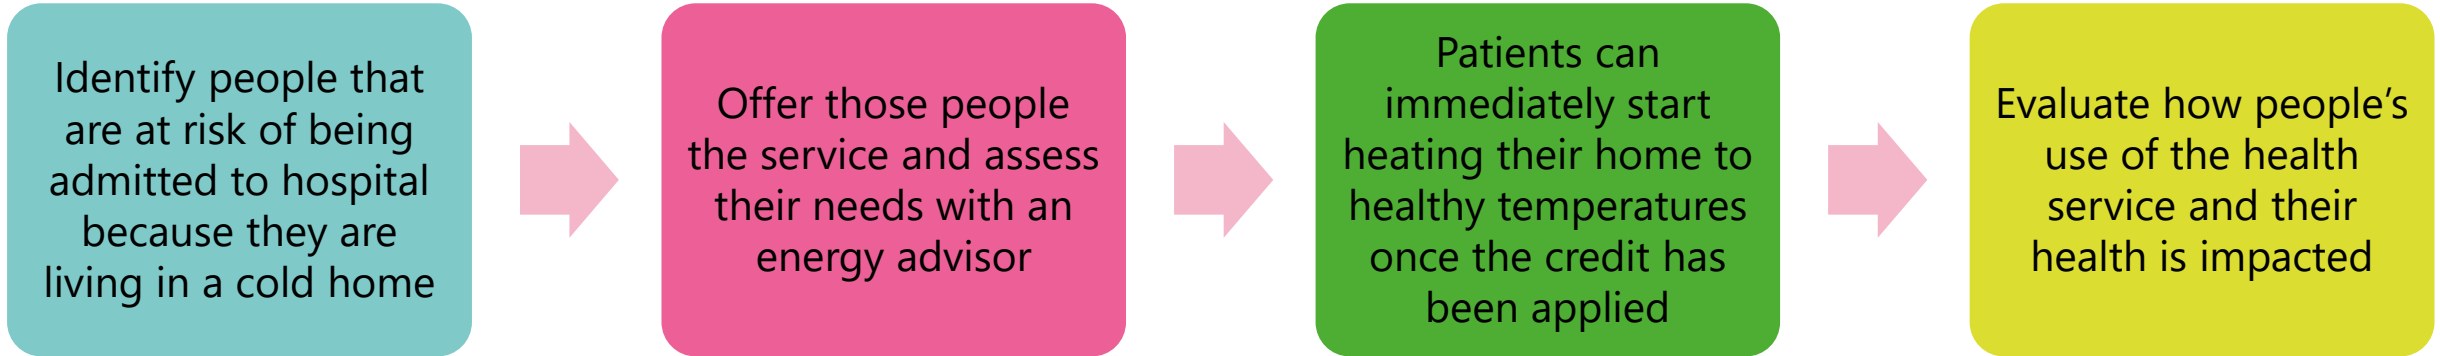 Identify people that
are at risk of being
admitted to hospital
because they are
living in a cold home
Offer those people
the service and assess
their needs with an
energy advisor
Patients can
immediately start
heating their home to
healthy temperatures
once the credit has
been applied
Evaluate how people’s
use of the health
service and their
health is impacted